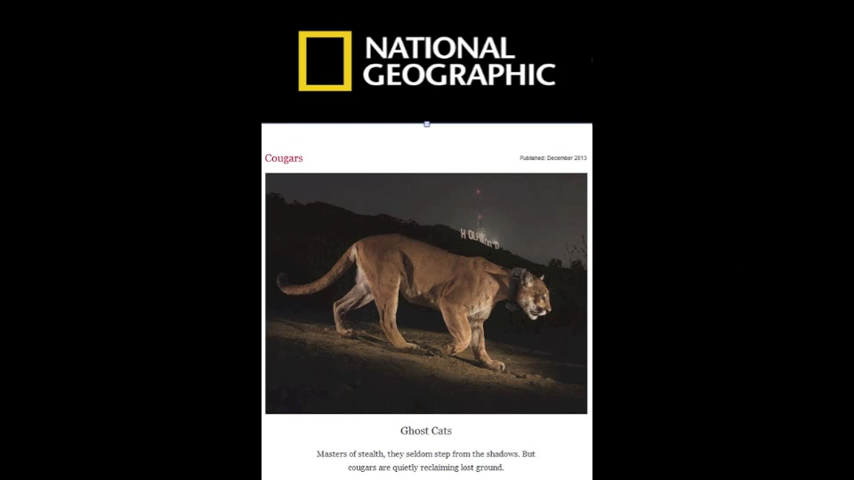 NATIONAL
GEOGRAPHIC
Cougars
Published: December 2013
HOLLYWOOD
Ghost Cats
Masters of stealth, they seldom step from the shadows. But
cougars are quietly reclaiming lost ground.